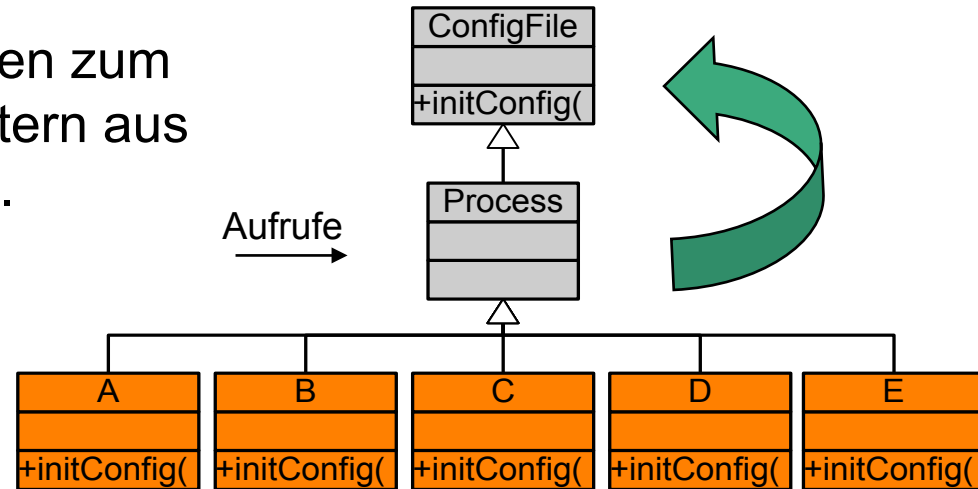 en zum
tern aus
.
ConfigFile
+initConfig(
Process
Aufrufe
A
B
C
D
E
+initConfig(
+initConfig(
+initConfig(
+initConfig(
+initConfig(